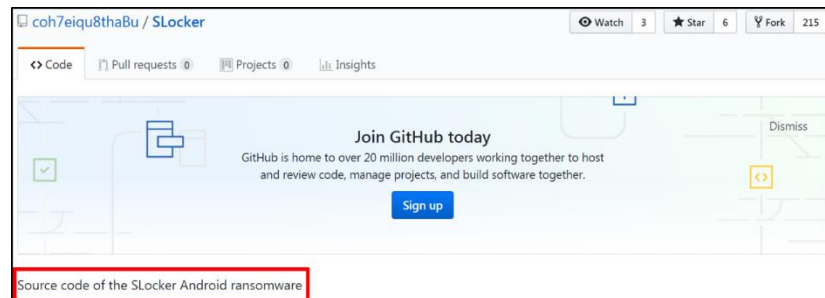 coh7eiqu8thaBu / SLocker
Watch 3 Star 6 Fork 215
<> Code Pull requests 0 Projects 0 Insights
Join GitHub today
Dismiss
GitHub is home to over 20 million developers working together to host
and review code, manage projects, and build software together.
Sign up
Source code of the SLocker Android ransomware